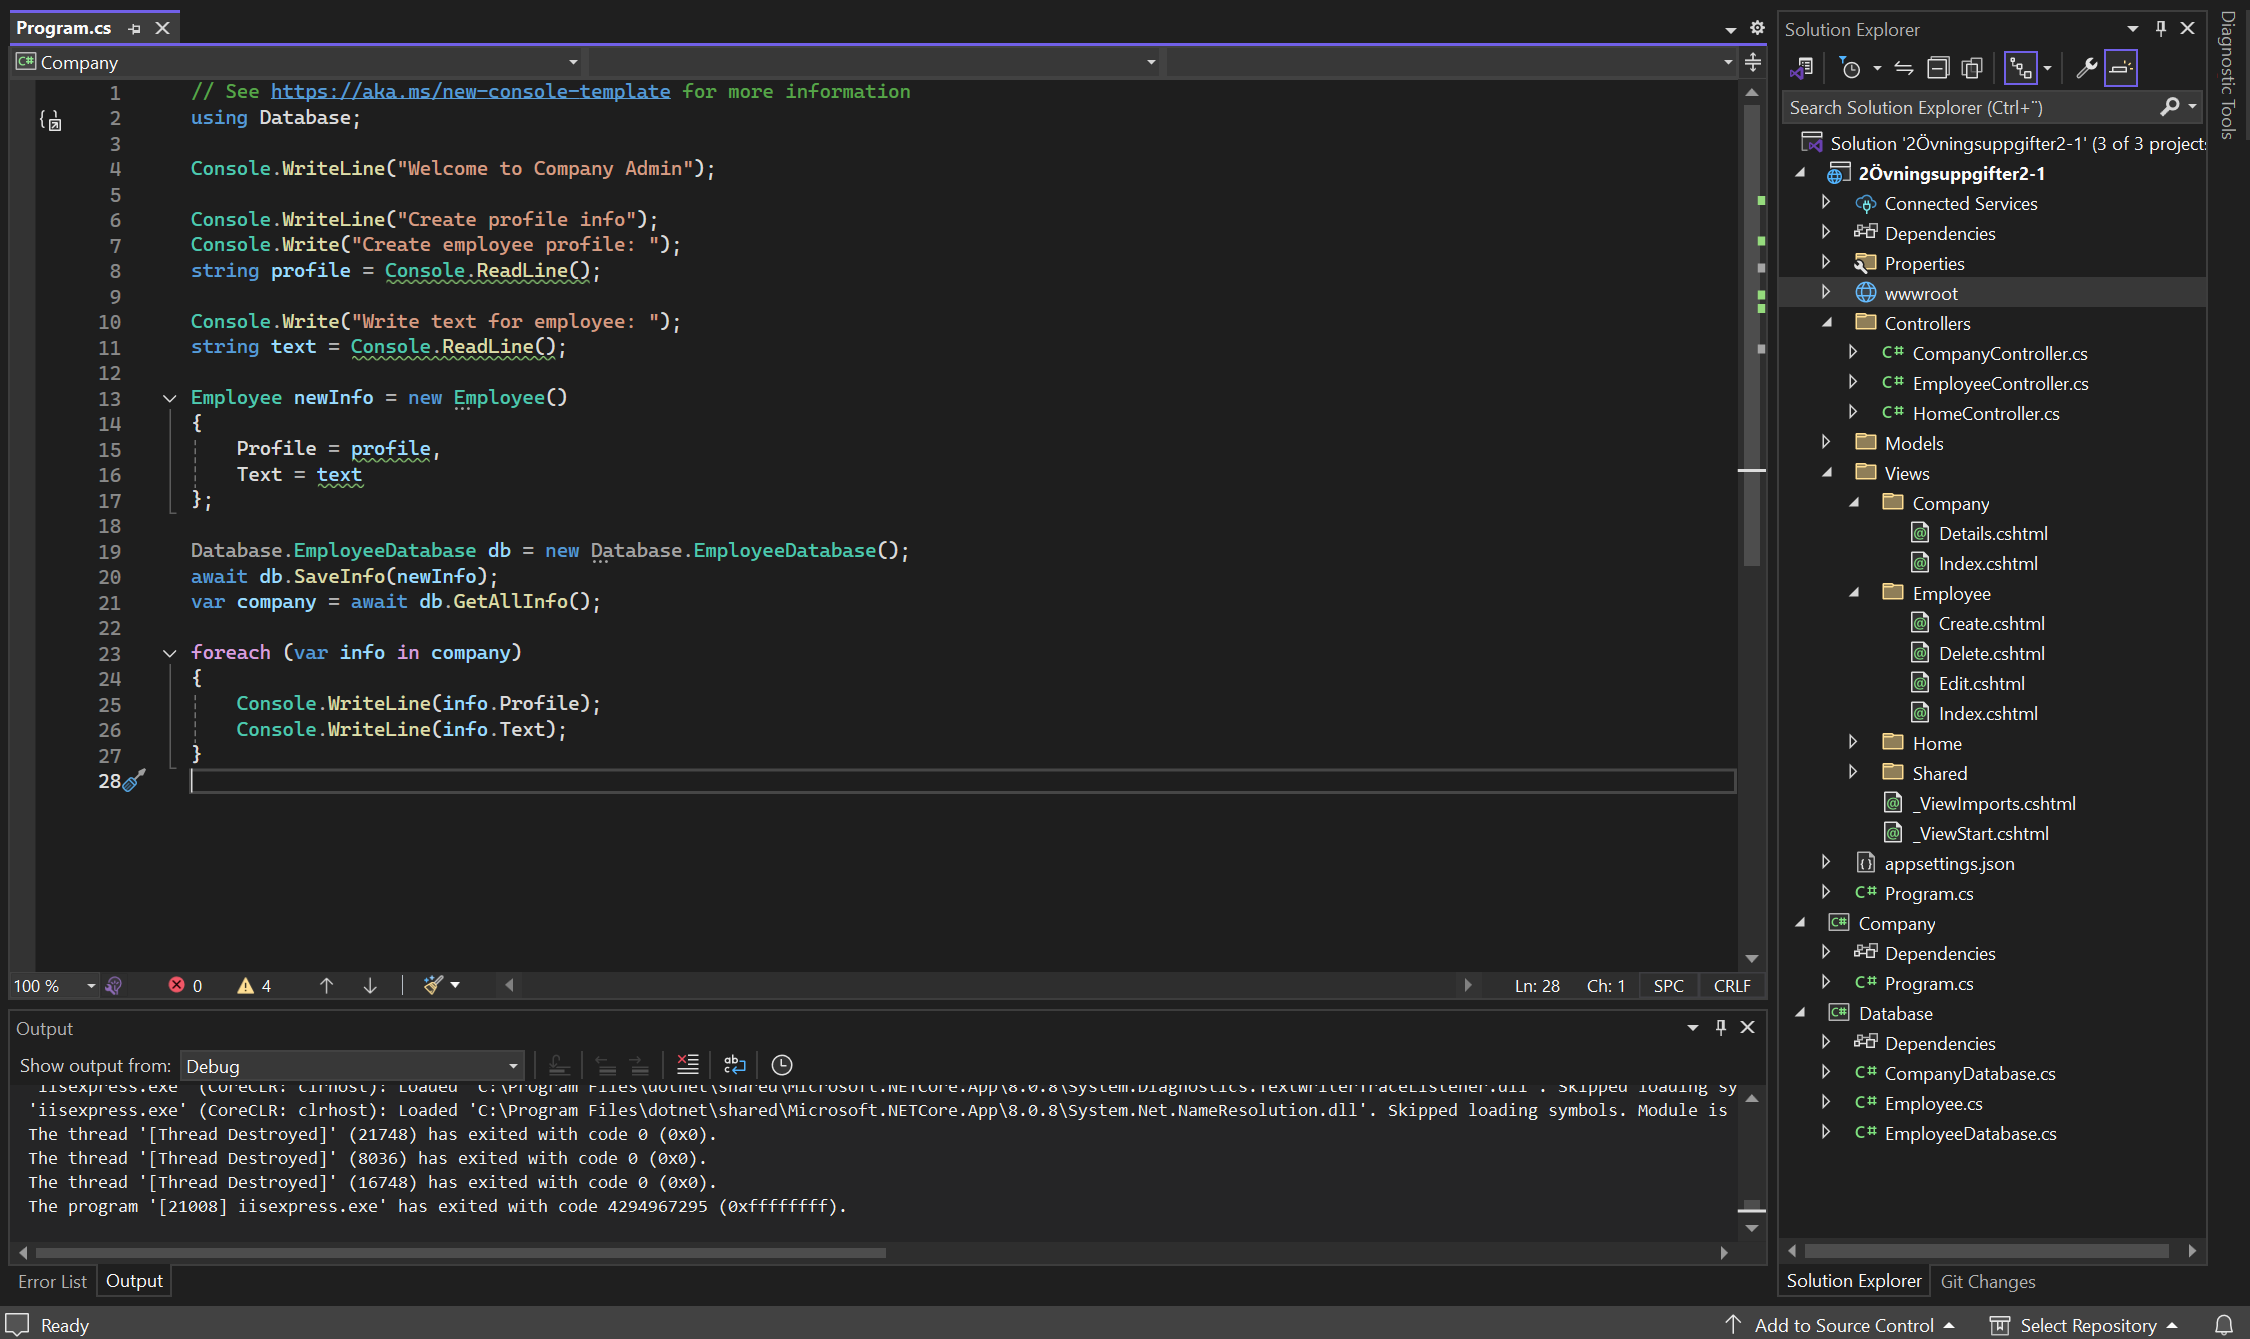 Program.cs
Company
1 // See https://aka.ms/new-console-template for more information
2 using Database;
3
4 Console.WriteLine("Welcome to Company Admin");
5
6 Console.WriteLine("Create profile info");
7 Console.Write("Create employee profile: ");
8 string profile = Console.ReadLine();
9
10 Console.Write("Write text for employee: ");
11 string text = Console.ReadLine();
12
13 Employee newInfo = new Employee()
14 {
15 Profile = profile,
16 Text = text
17 };
18
19 Database.EmployeeDatabase db = new Database.EmployeeDatabase();
20 await db.SaveInfo(newInfo);
21 var company = await db.GetAllInfo();
22
23 foreach (var info in company)
24 {
25 Console.WriteLine(info.Profile);
26 Console.WriteLine(info.Text);
27 }
28
100 % 0 4 Ln: 28 Ch: 1 SPC CRLF
Output
Show output from: Debug
'iisexpress.exe' (CoreCLR: clrhost): Loaded 'C:\Program Files\dotnet\shared\Microsoft.NETCore.App\8.0.8\System.Diagnostics.TextWriterTraceListener.dll'. Skipped loading sy
'iisexpress.exe' (CoreCLR: clrhost): Loaded 'C:\Program Files\dotnet\shared\Microsoft.NETCore.App\8.0.8\System.Net.NameResolution.dll'. Skipped loading symbols. Module is
The thread '[Thread Destroyed]' (21748) has exited with code 0 (0x0).
The thread '[Thread Destroyed]' (8036) has exited with code 0 (0x0).
The thread '[Thread Destroyed]' (16748) has exited with code 0 (0x0).
The program '[21008] iisexpress.exe' has exited with code 4294967295 (0xffffffff).
Error List Output
Solution Explorer
Search Solution Explorer (Ctrl+¨)
Solution '2Övningsuppgifter2-1' (3 of 3 projects
2Övningsuppgifter2-1
Connected Services
Dependencies
Properties
wwwroot
Controllers
C# CompanyController.cs
C# EmployeeController.cs
C# HomeController.cs
Models
Views
Company
Details.cshtml
Index.cshtml
Employee
Create.cshtml
Delete.cshtml
Edit.cshtml
Index.cshtml
Home
Shared
_ViewImports.cshtml
_ViewStart.cshtml
appsettings.json
C# Program.cs
C# Company
Dependencies
C# Program.cs
C# Database
Dependencies
C# CompanyDatabase.cs
C# Employee.cs
C# EmployeeDatabase.cs
Solution Explorer Git Changes
Diagnostic Tools
Ready
Add to Source Control Select Repository